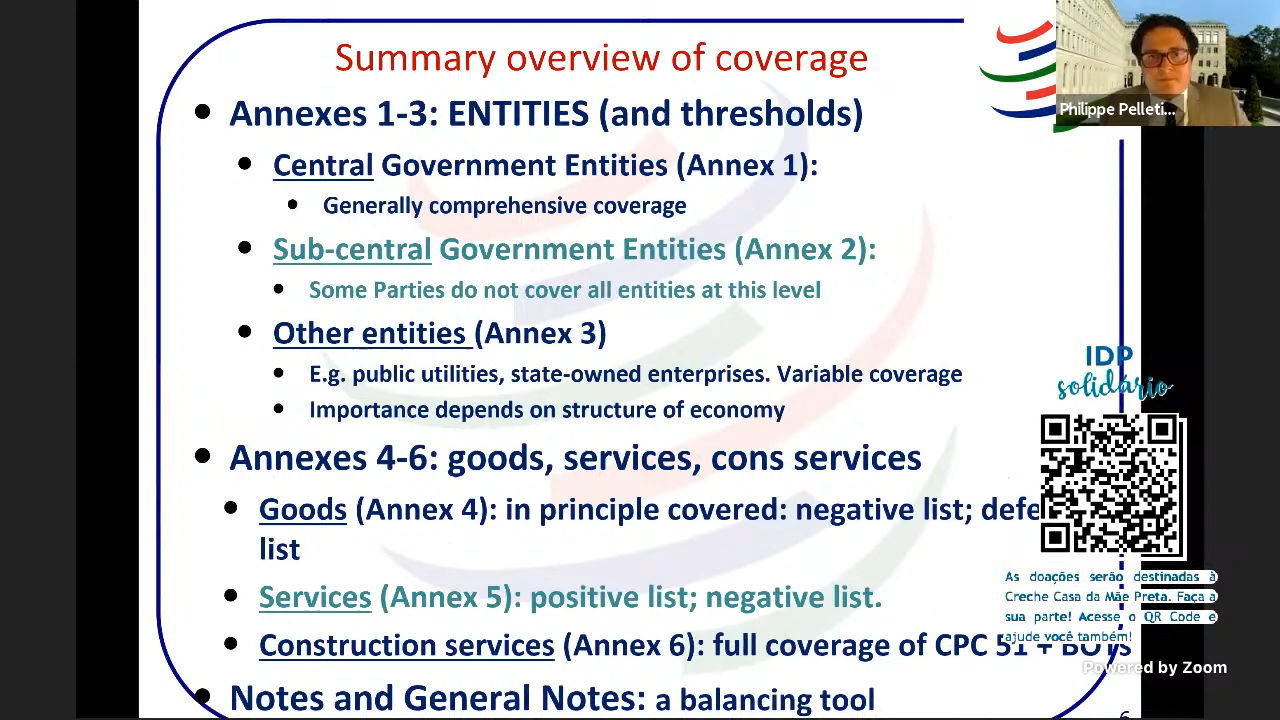 Summary overview of coverage
Philippe Pelleti...
• Annexes 1-3: ENTITIES (and thresholds)
• Central Government Entities (Annex 1):
• Generally comprehensive coverage
• Sub-central Government Entities (Annex 2):
• Some Parties do not cover all entities at this level
• Other entities (Annex 3)
• E.g. public utilities, state-owned enterprises. Variable coverage
• Importance depends on structure of economy
• Annexes 4-6: goods, services, cons services
• Goods (Annex 4): in principle covered: negative list; defe
list
• Services (Annex 5): positive list; negative list.
• Construction services (Annex 6): full coverage of CPC 51 + BOTs
• Notes and General Notes: a balancing tool
IDP
solidário
As doações serão destinadas à
Creche Casa da Mãe Preta. Faça a
sua parte! Acesse o QR Code e
ajude você também!
Powered by Zoom